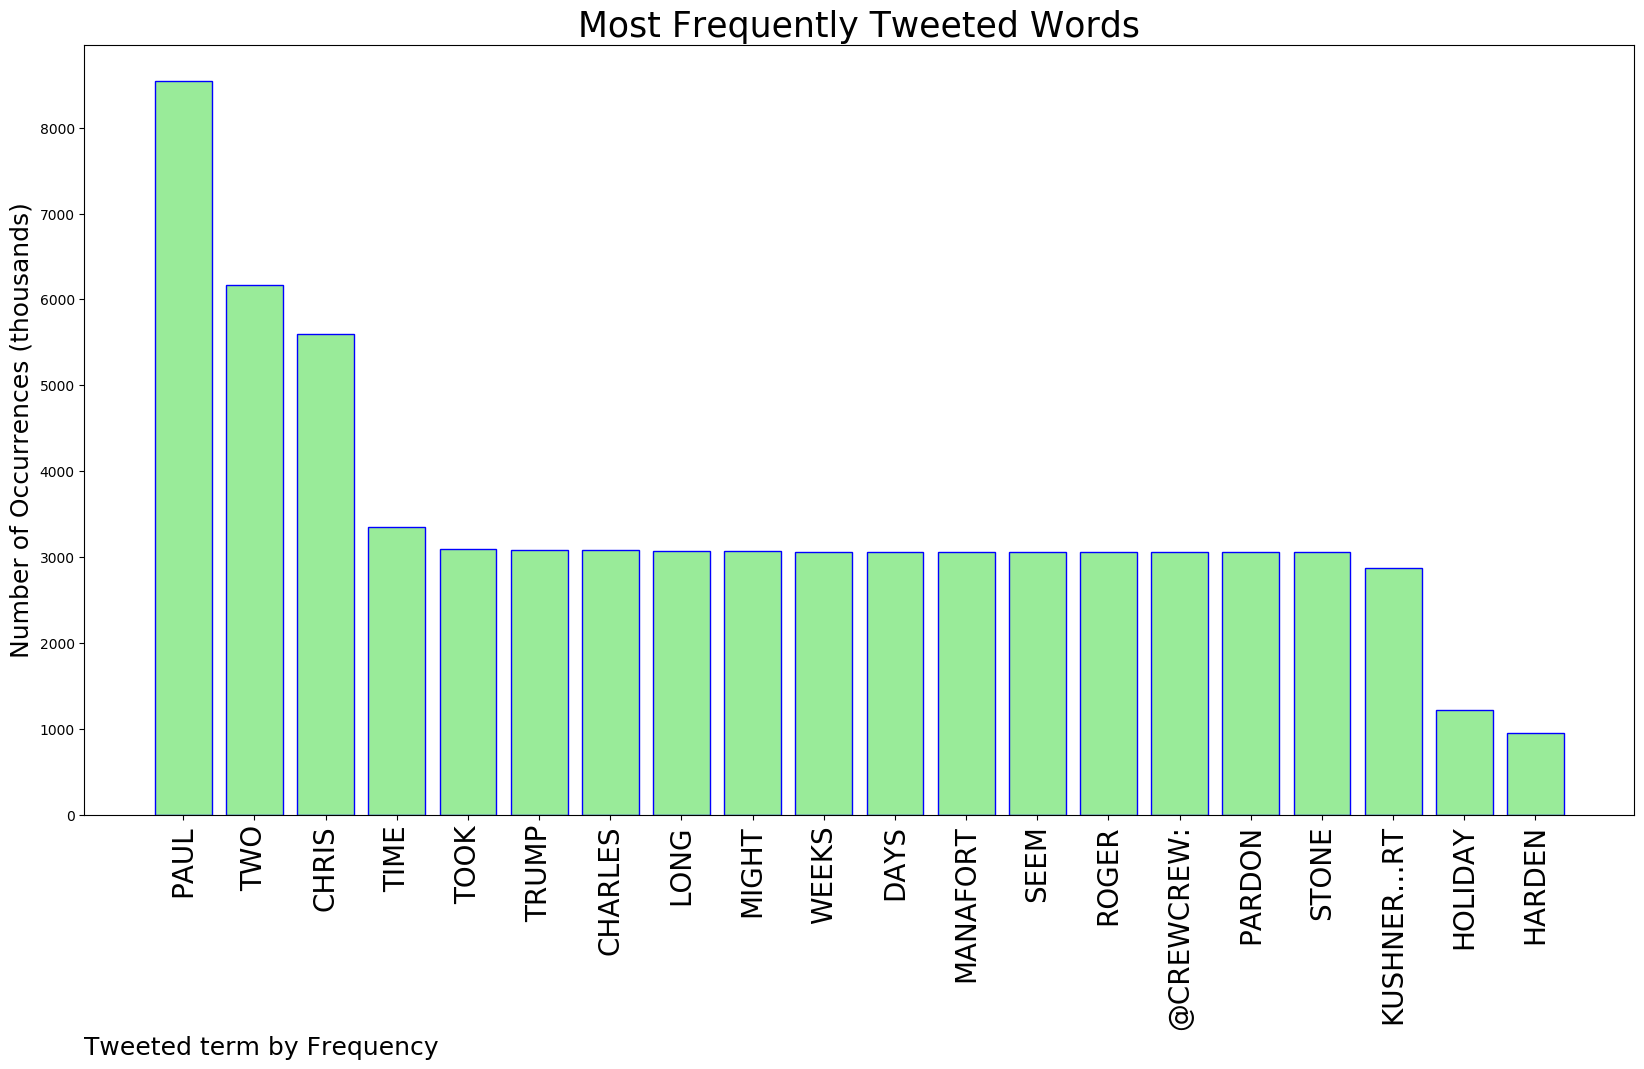 Most Frequently Tweeted Words
Number of Occurrences (thousands)
8000
7000
6000
5000
4000
3000
2000
1000
0
PAUL
TWO
CHRIS
TIME
TOOK
TRUMP
CHARLES
LONG
MIGHT
WEEKS
DAYS
MANAFORT
SEEM
ROGER
@CREWCREW:
PARDON
STONE
KUSHNER...RT
HOLIDAY
HARDEN
Tweeted term by Frequency